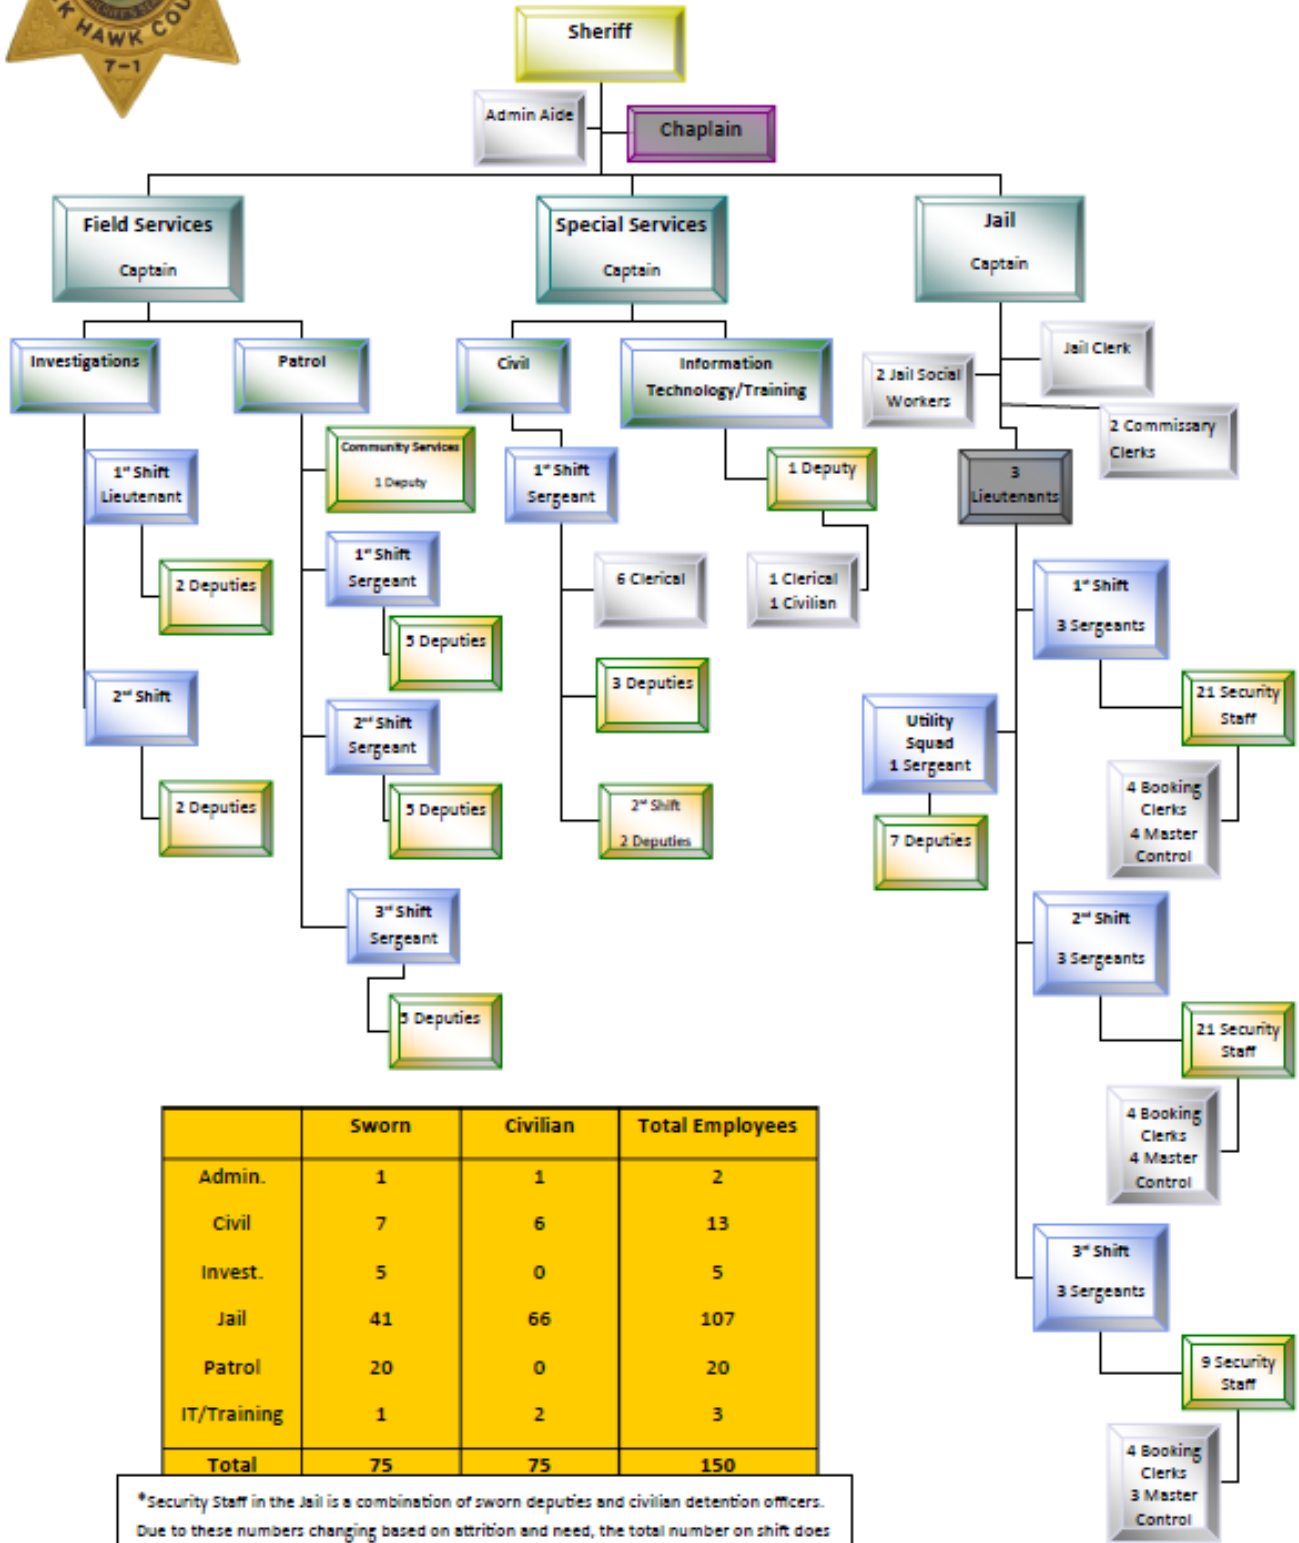 HAWK COU
7-1
Sheriff
Admin Aide
Chaplain
Field Services
Captain
Special Services
Captain
Jail
Captain
Investigations
Patrol
Civil
Information
Technology/Training
Jail Clerk
2 Jail Social
Workers
2 Commissary
Clerks
Community Services
1 Deputy
1st Shift
Lieutenant
1st Shift
Sergeant
1 Deputy
3
Lieutenants
1st Shift
Sergeant
2 Deputies
6 Clerical
1 Clerical
1 Civilian
1st Shift
3 Sergeants
5 Deputies
3 Deputies
21 Security
Staff
2nd Shift
2nd Shift
Sergeant
Utility
Squad
1 Sergeant
4 Booking
Clerks
4 Master
Control
2 Deputies
5 Deputies
2nd Shift
2 Deputies
7 Deputies
3rd Shift
Sergeant
2nd Shift
3 Sergeants
5 Deputies
21 Security
Staff
4 Booking
Clerks
4 Master
Control
3rd Shift
3 Sergeants
9 Security
Staff
4 Booking
Clerks
3 Master
Control
Sworn Civilian Total Employees
Admin. 1 1 2
Civil 7 6 13
Invest. 5 0 5
Jail 41 66 107
Patrol 20 0 20
IT/Training 1 2 3
Total 75 75 150
*Security Staff in the Jail is a combination of sworn deputies and civilian detention officers.
Due to these numbers changing based on attrition and need, the total number on shift does